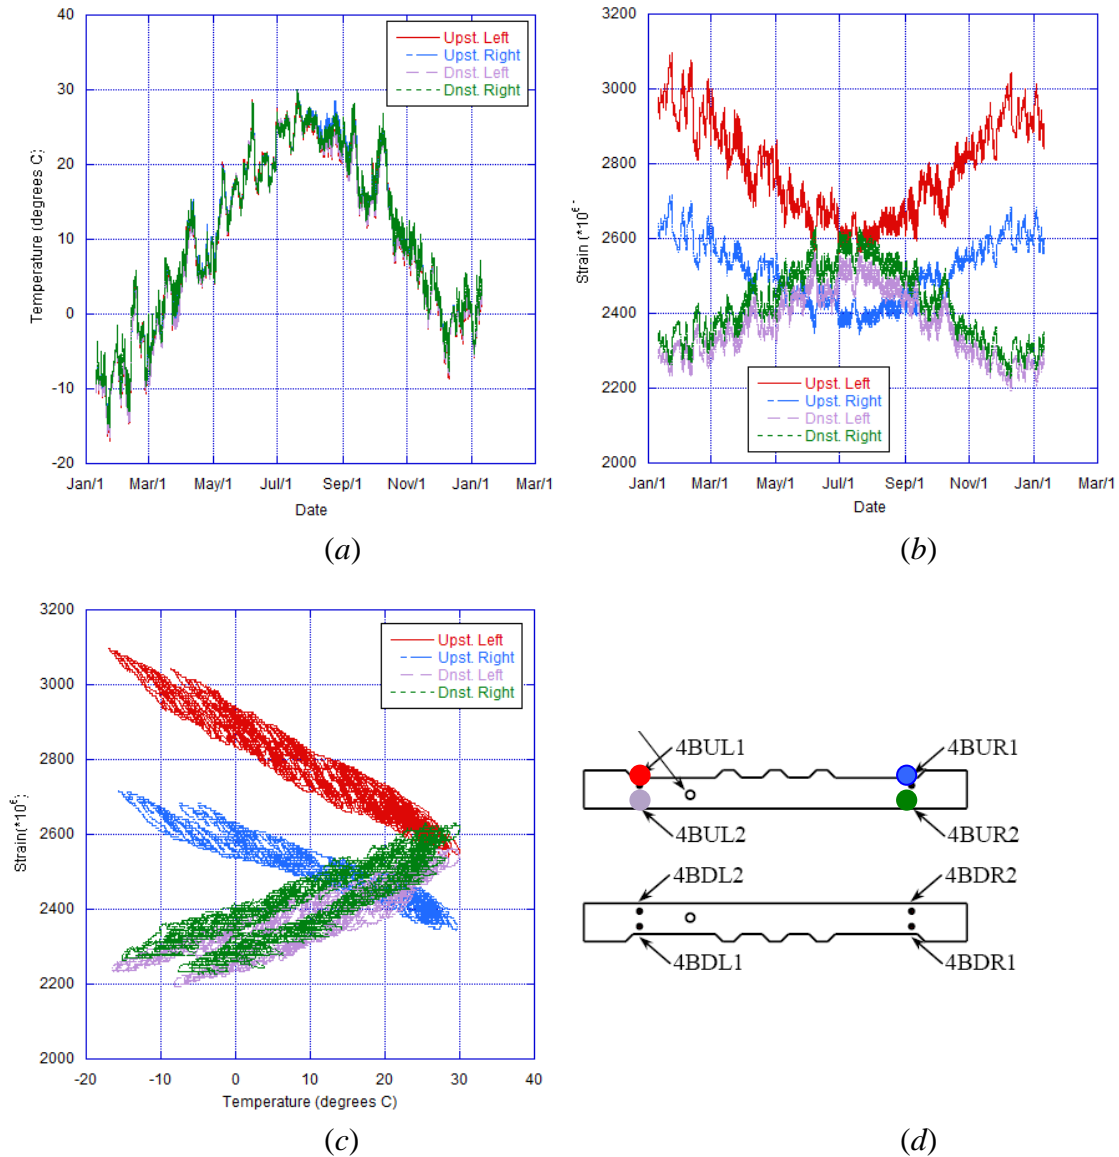 40
30
20
10
0
-10
-20
Temperature (degrees C)
Upst. Left
Upst. Right
Dnst. Left
Dnst. Right
Jan/1 Mar/1 May/1 Jul/1 Sep/1 Nov/1 Jan/1 Mar/1
Date
(a)
3200
3000
2800
2600
2400
2200
2000
Strain (*10⁶
Upst. Left
Upst. Right
Dnst. Left
Dnst. Right
Jan/1 Mar/1 May/1 Jul/1 Sep/1 Nov/1 Jan/1 Mar/1
Date
(b)
3200
3000
2800
2600
2400
2200
2000
Strain(*10⁶)
Upst. Left
Upst. Right
Dnst. Left
Dnst. Right
-20 -10 0 10 20 30 40
Temperature (degrees C)
(c)
4BUL1 4BUR1
4BUL2 4BUR2
4BDL2 4BDR2
4BDL1 4BDR1
(d)